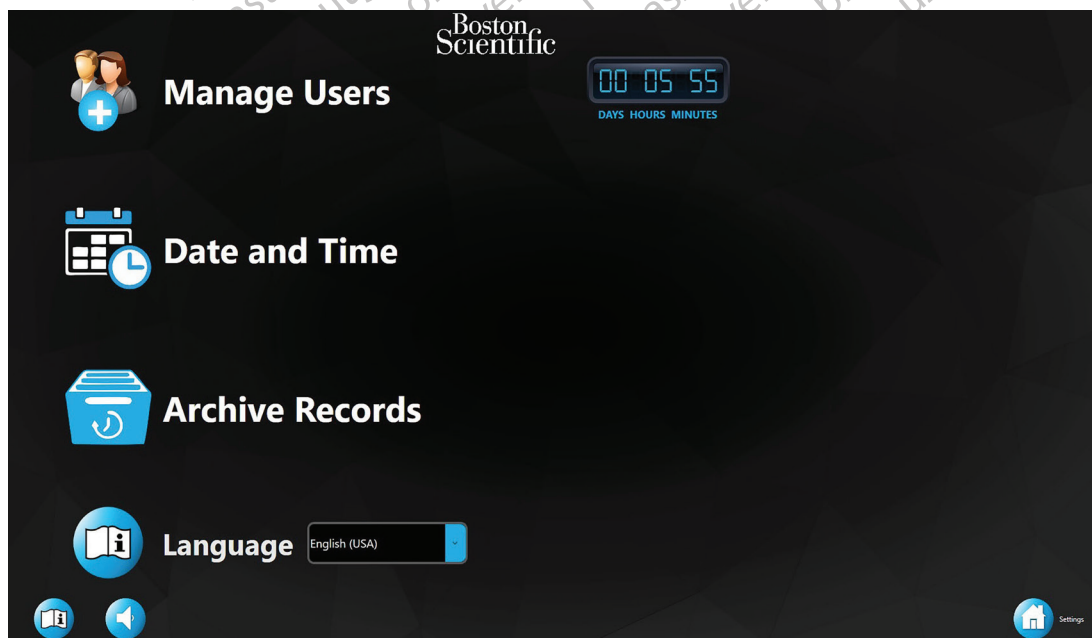 Boston
Scientific
Manage Users
00 05 55
DAYS HOURS MINUTES
Date and Time
Archive Records
Language English (USA)
Settings